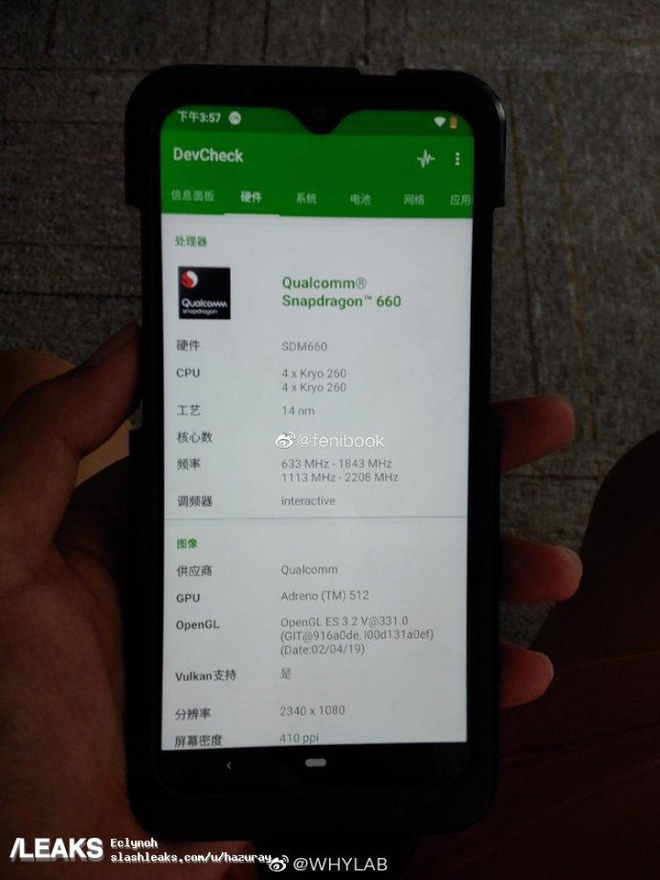 下午3:57
DevCheck
信息面板 硬件 系统 电池 网络 应用
处理器
Qualcomm
snapdragon
Qualcomm®
Snapdragon™ 660
硬件 SDM660
CPU 4 x Kryo 260
4 x Kryo 260
工艺 14 nm
核心数
@fenibook
频率 633 MHz - 1843 MHz
1113 MHz - 2208 MHz
调频器 interactive
图像
供应商 Qualcomm
GPU Adreno (TM) 512
OpenGL OpenGL ES 3.2 V@331.0
(GIT@916a0de, I00d131a0ef)
(Date:02/04/19)
Vulkan支持 是
分辨率 2340 x 1080
屏幕密度 410 ppi
/LEAKS Eclynoh
slashleaks.com/u/hazuray
@WHYLAB